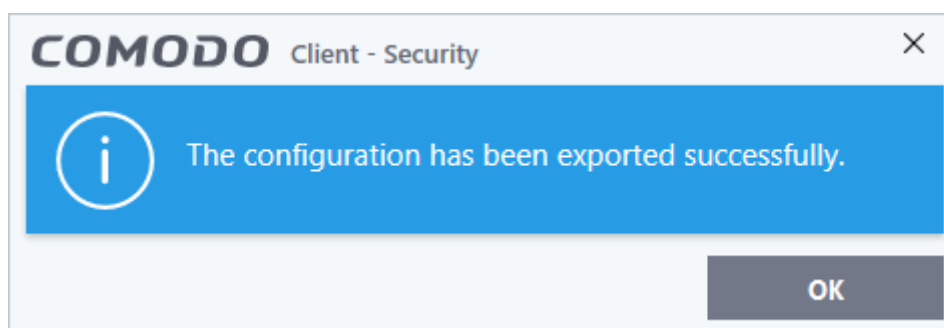 COMODO Client - Security
The configuration has been exported successfully.
OK